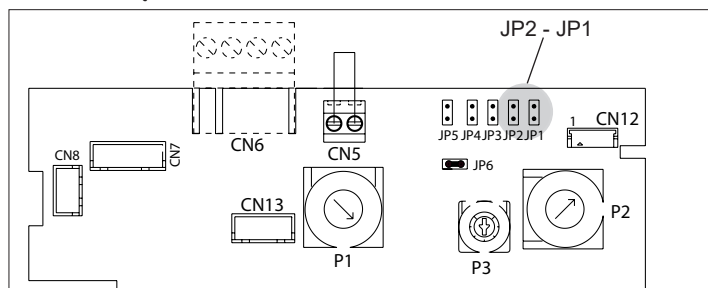 JP2 - JP1
JP5 JP4 JP3 JP2 JP1
1 CN12
CN6
CN5
CN7
CN8
JP6
CN13
P2
P1
P3